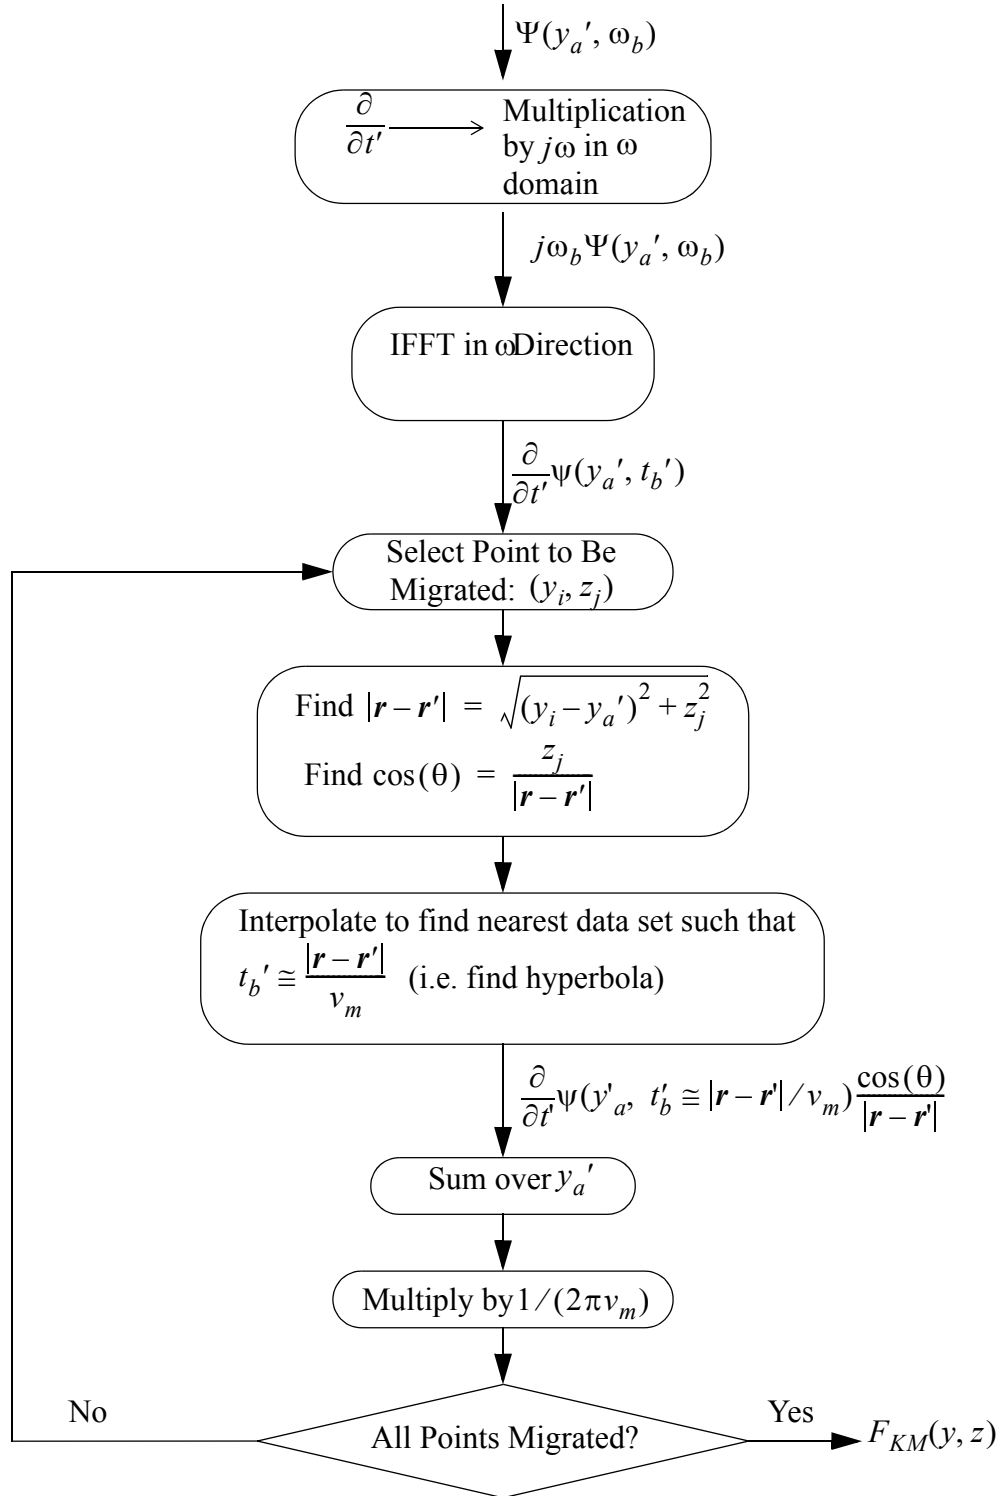 Ψ(y_a′, ω_b)
∂/∂t′ Multiplication
by jω in ω
domain
jω_bΨ(y_a′, ω_b)
IFFT in ωDirection
∂/∂t′ ψ(y_a′, t_b′)
Select Point to Be
Migrated: (y_i, z_j)
Find |r – r′| = √((y_i – y_a′)² + z_j²)
Find cos(θ) = z_j/|r – r′|
Interpolate to find nearest data set such that
t_b′ ≅ |r – r′|/v_m (i.e. find hyperbola)
∂/∂t' ψ(y'_a, t′_b ≅ |r – r'| / v_m) cos(θ)/|r – r'|
Sum over y_a′
Multiply by 1/(2πv_m)
No
All Points Migrated?
Yes
F_KM(y, z)